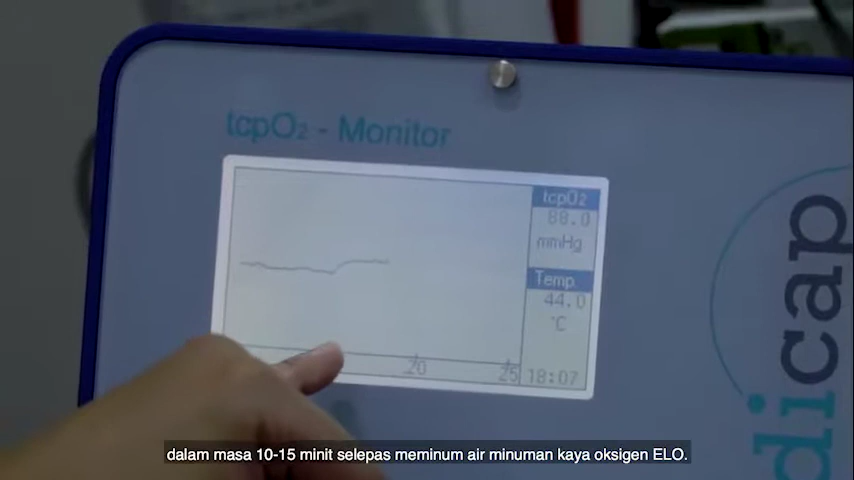 tcpO₂ - Monitor
tcpO₂
88.0
mmHg
Temp.
44.0
°C
20
25
18:07
dicap
dalam masa 10-15 minit selepas meminum air minuman kaya oksigen ELO.